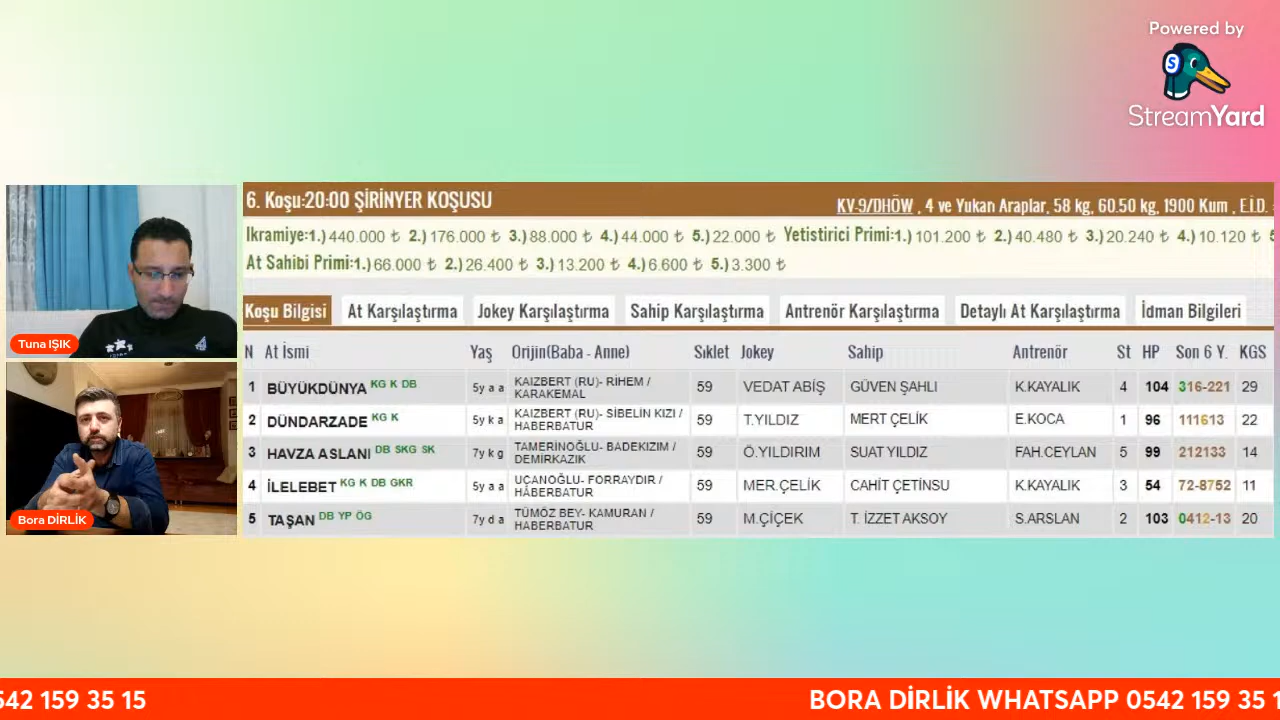 Powered by
S
StreamYard
6. Koşu:20:00 ŞİRİNYER KOŞUSU
KV-9/DHÖW , 4 ve Yukarı Araplar, 58 kg, 60.50 kg, 1900 Kum , E.İ.D. :
Ikramiye:1.) 440.000 ₺ 2.) 176.000 ₺ 3.) 88.000 ₺ 4.) 44.000 ₺ 5.) 22.000 ₺ Yetistirici Primi:1.) 101.200 ₺ 2.) 40.480 ₺ 3.) 20.240 ₺ 4.) 10.120 ₺ 5
At Sahibi Primi:1.) 66.000 ₺ 2.) 26.400 ₺ 3.) 13.200 ₺ 4.) 6.600 ₺ 5.) 3.300 ₺
Koşu Bilgisi At Karşılaştırma Jokey Karşılaştırma Sahip Karşılaştırma Antrenör Karşılaştırma Detaylı At Karşılaştırma İdman Bilgileri
N At İsmi Yaş Orijin(Baba - Anne) Sıklet Jokey Sahip Antrenör St HP Son 6 Y. KGS
1 BÜYÜKDÜNYA KG K DB 5y a a KAIZBERT (RU)- RİHEM / KARAKEMAL 59 VEDAT ABİŞ GÜVEN ŞAHLI K.KAYALIK 4 104 316-221 29
2 DÜNDARZADE KG K 5y k a KAIZBERT (RU)- SİBELİN KIZI / HABERBATUR 59 T.YILDIZ MERT ÇELİK E.KOCA 1 96 111613 22
3 HAVZA ASLANI DB SKG SK 7y k g TAMERİNOĞLU- BADEKIZIM / DEMİRKAZIK 59 Ö.YILDIRIM SUAT YILDIZ FAH.CEYLAN 5 99 212133 14
4 İLELEBET KG K DB GKR 5y a a UÇANOĞLU- FORRAYDIR / HABERBATUR 59 MER.ÇELİK CAHİT ÇETİNSU K.KAYALIK 3 54 72-8752 11
5 TAŞAN DB YP ÖG 7y d a TÜMÖZ BEY- KAMURAN / HABERBATUR 59 M.ÇİÇEK T. İZZET AKSOY S.ARSLAN 2 103 0412-13 20
Tuna IŞIK
Bora DİRLİK
542 159 35 15 BORA DİRLİK WHATSAPP 0542 159 35 1